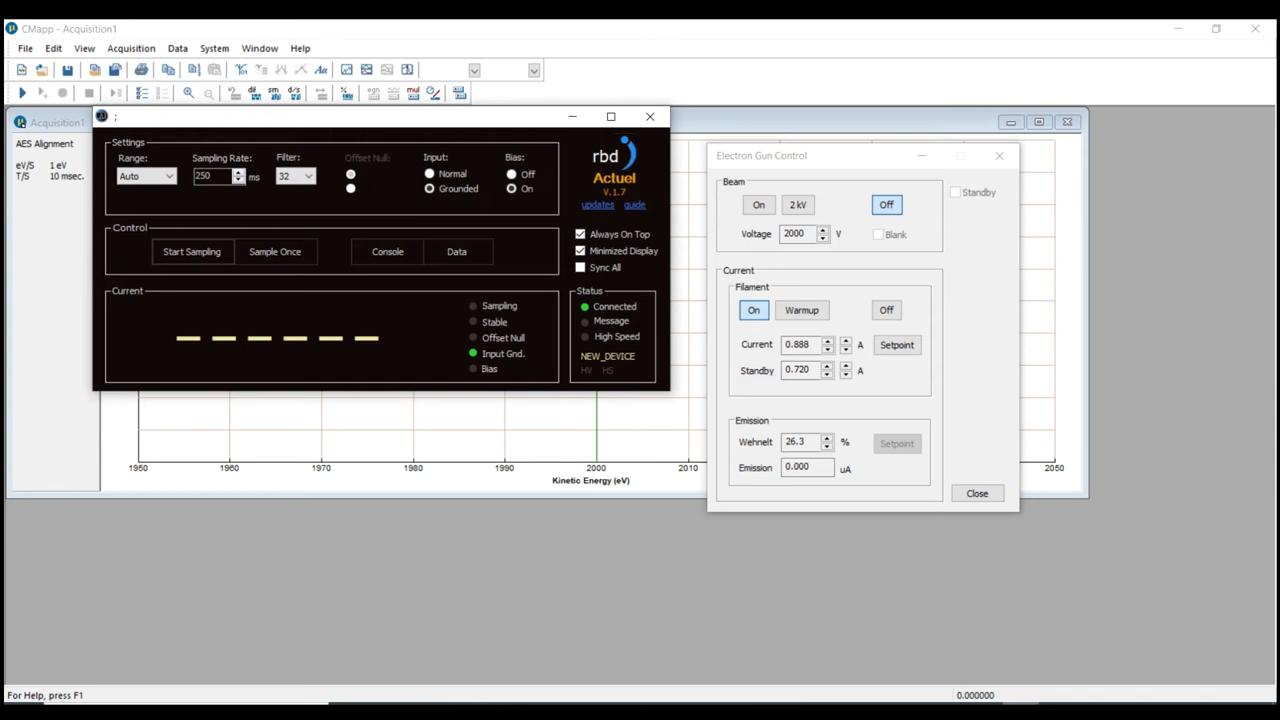 CMapp - Acquisition1
File Edit View Acquisition Data System Window Help
Acquisition1
AES Alignment
eV/S 1 eV
T/S 10 msec.
;
Settings
Range: Sampling Rate: Filter: Offset Null: Input: Bias:
Auto 250 ms 32 Normal Off
Grounded On
rbd
Actuel
V.1.7
updates guide
Control
Start Sampling Sample Once Console Data
Always On Top
Minimized Display
Sync All
Current
Sampling
Stable
Offset Null
Input Gnd.
Bias
Status
Connected
Message
High Speed
NEW_DEVICE
HV HS
Electron Gun Control
Beam
On 2 kV Off
Standby
Voltage 2000 V Blank
Current
Filament
On Warmup Off
Current 0.888 A Setpoint
Standby 0.720 A
Emission
Wehnelt 26.3 % Setpoint
Emission 0.000 uA
Close
1950 1960 1970 1980 1990 2000 2010 2050
Kinetic Energy (eV)
For Help, press F1 0.000000